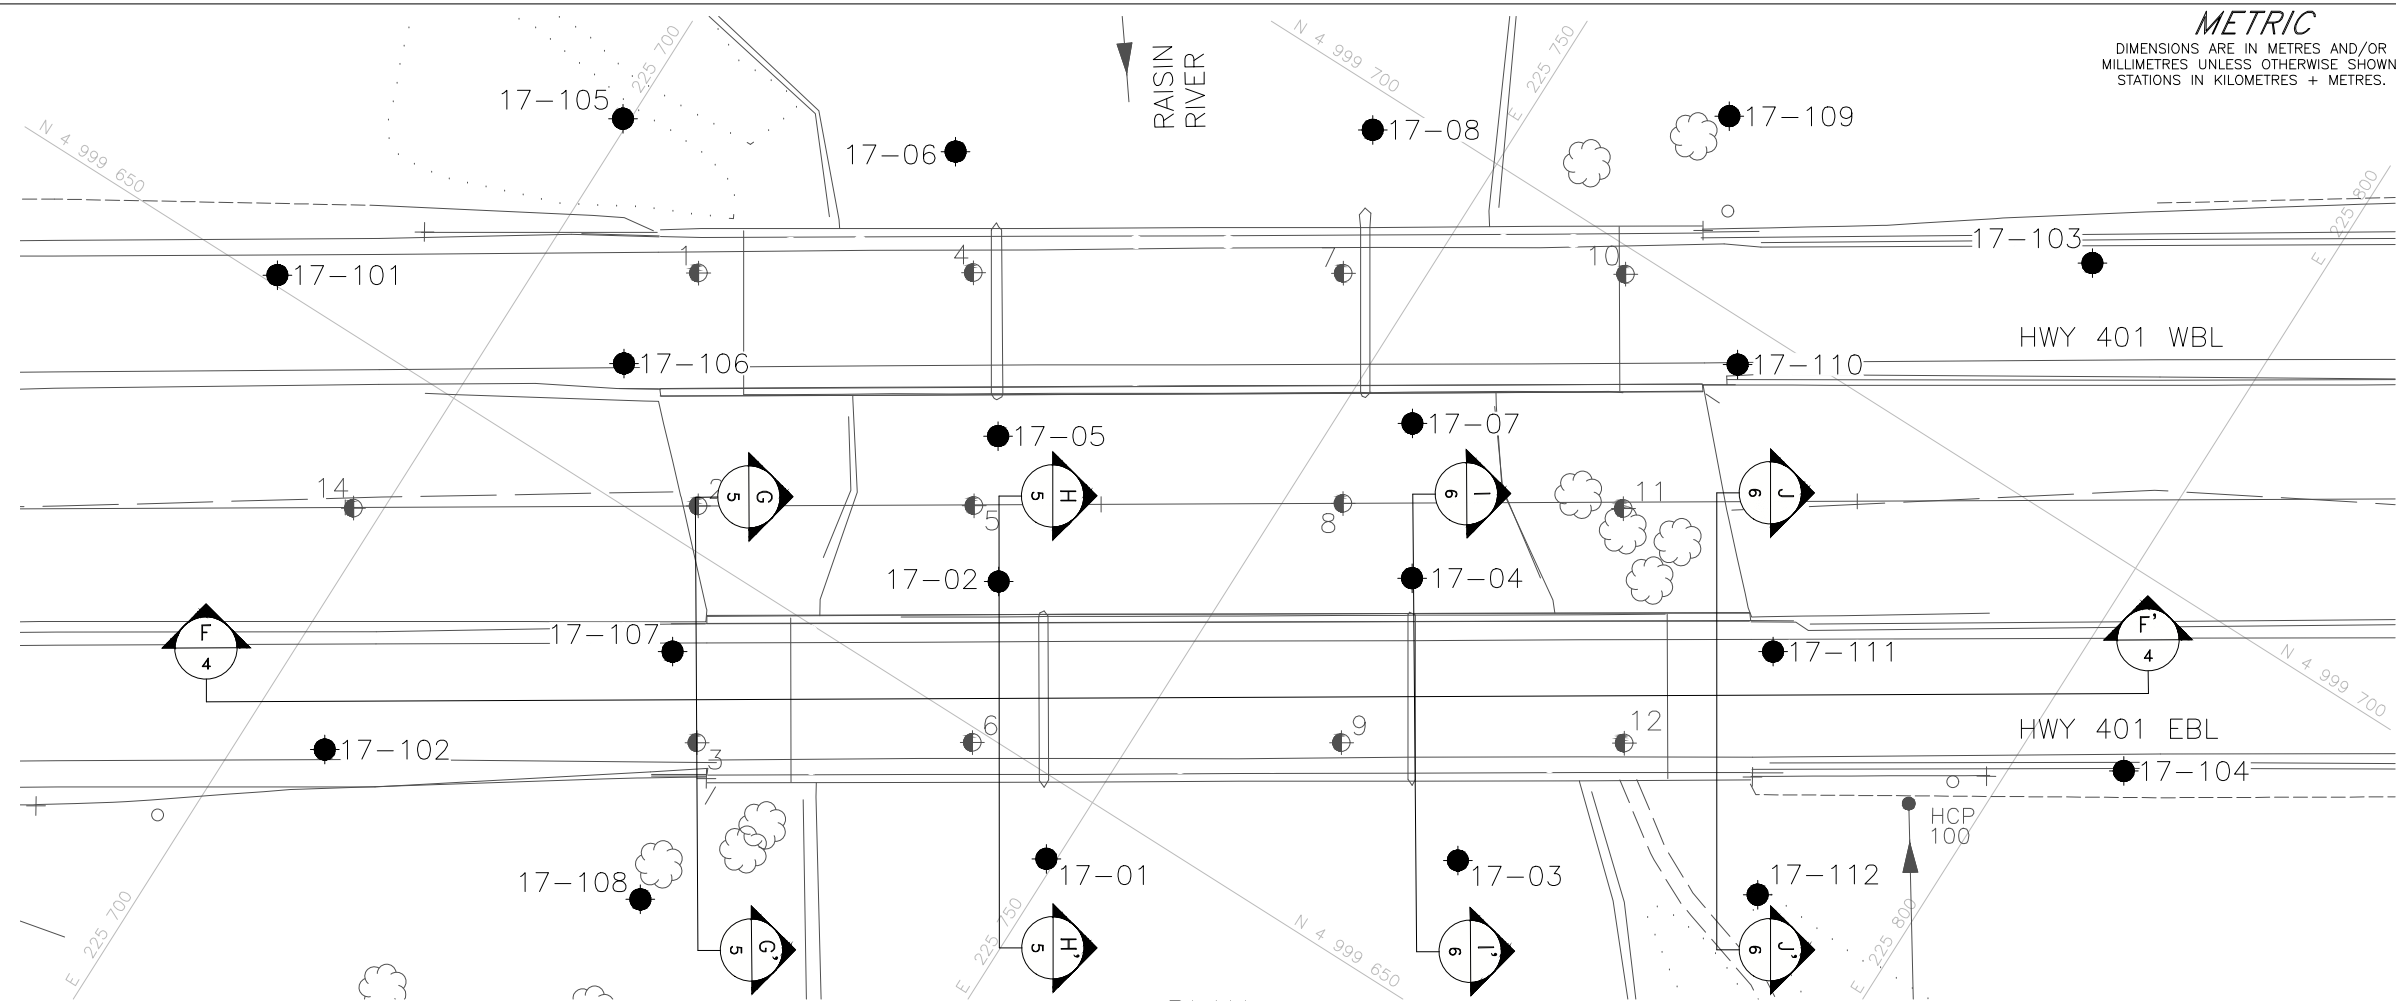 METRIC
DIMENSIONS ARE IN METRES AND/OR
MILLIMETRES UNLESS OTHERWISE SHOWN
STATIONS IN KILOMETRES + METRES.
N 4 999 650
17-105
E 225 700
17-06
RAISIN
RIVER
N 4 999 700
17-08
E 225 750
17-109
E 225 800
17-101
1
4
7
10
17-103
17-106
17-110
HWY 401 WBL
17-05
17-07
14
2
G
5
5
H
5
8
I
6
11
J
6
17-02
17-04
F
4
17-107
17-111
F'
4
N 4 999 700
17-102
3
6
9
12
HWY 401 EBL
17-104
HCP
100
17-108
17-01
17-03
17-112
E 225 700
G'
5
E 225 750
H'
5
N 4 999 650
I'
6
J'
6
E 225 800